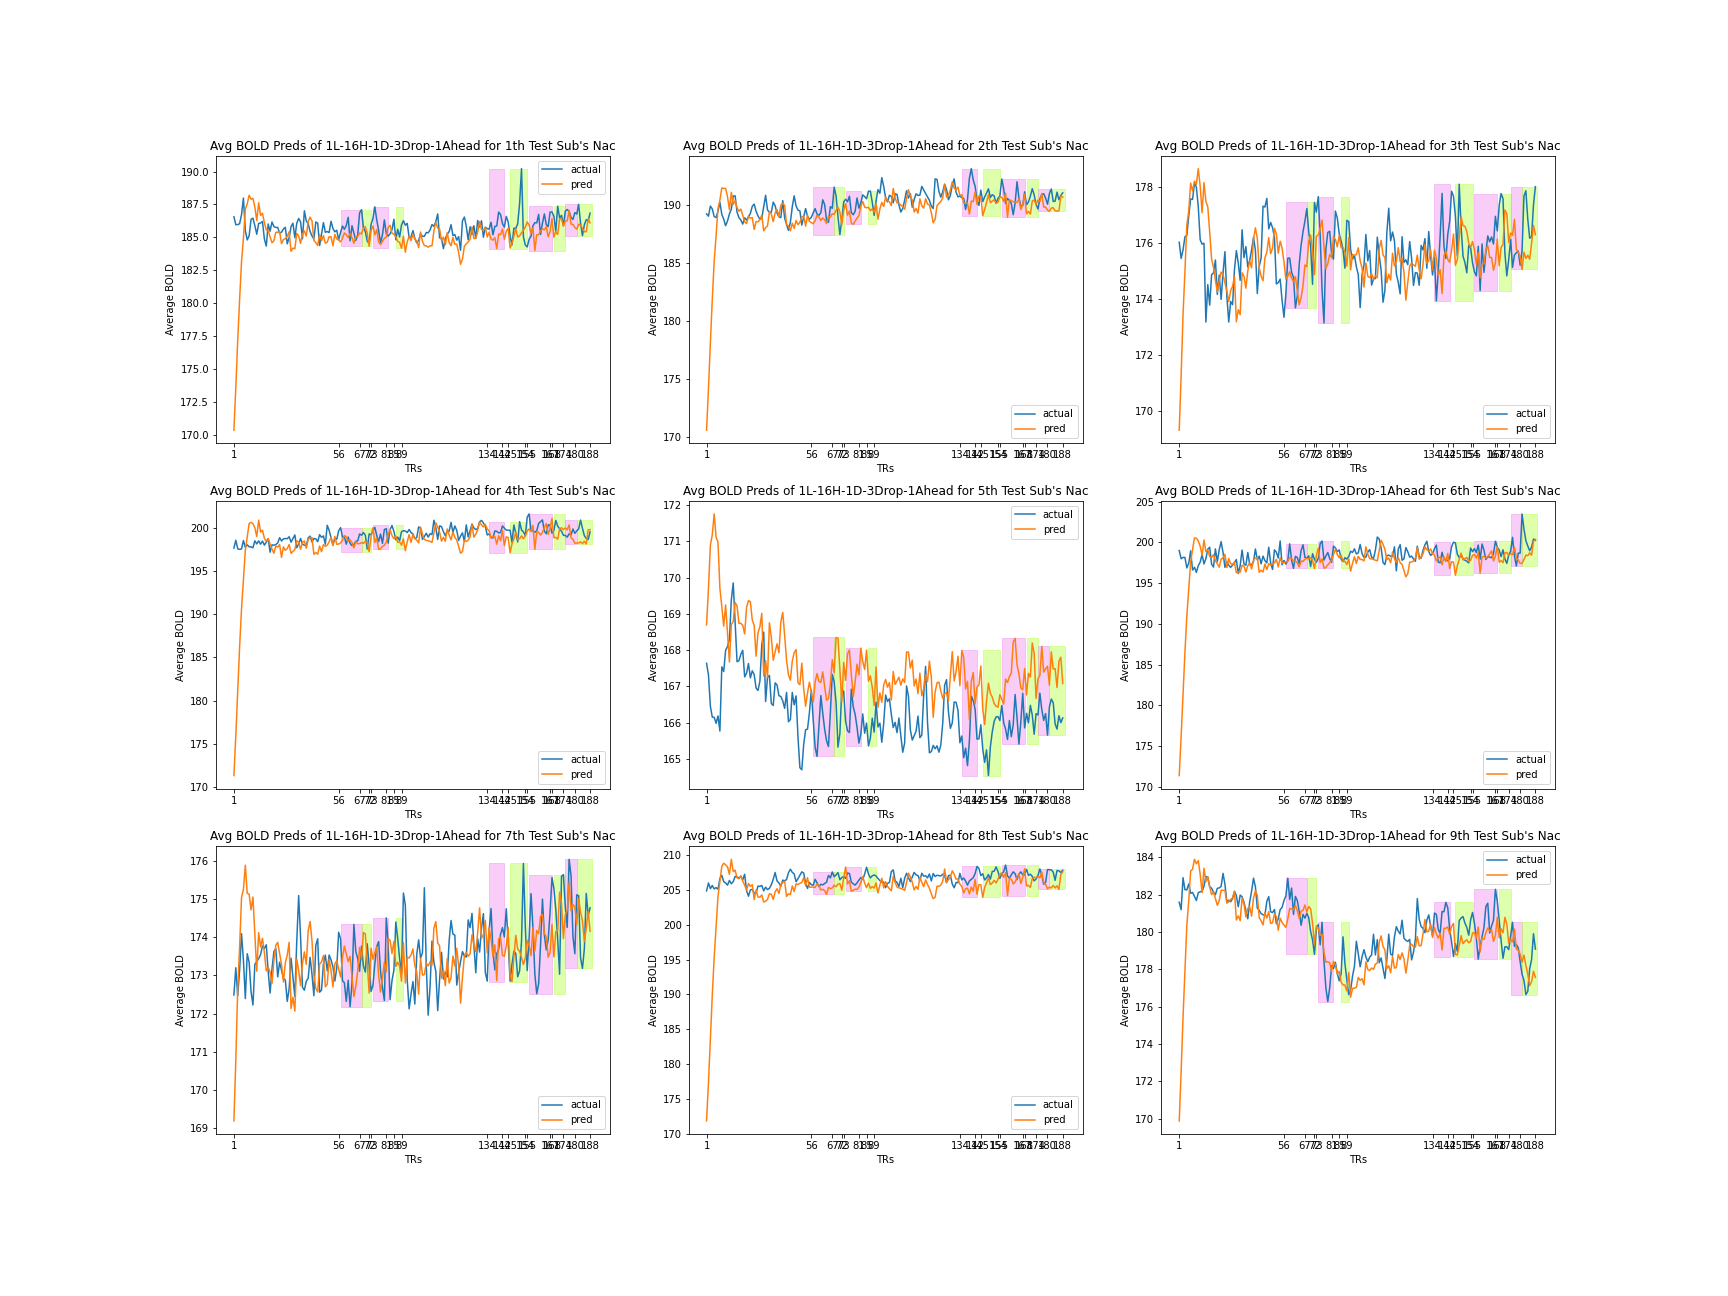 Avg BOLD Preds of 1L-16H-1D-3Drop-1Ahead for 1th Test Sub's Nac
Avg BOLD Preds of 1L-16H-1D-3Drop-1Ahead for 2th Test Sub's Nac
Avg BOLD Preds of 1L-16H-1D-3Drop-1Ahead for 3th Test Sub's Nac
190.0
187.5
185.0
182.5
180.0
177.5
175.0
172.5
170.0
Average BOLD
actual
pred
1 56 89 188
TRs
190
185
180
175
170
Average BOLD
actual
pred
1 56 89 188
TRs
178
176
174
172
170
Average BOLD
actual
pred
1 56 89 188
TRs
Avg BOLD Preds of 1L-16H-1D-3Drop-1Ahead for 4th Test Sub's Nac
Avg BOLD Preds of 1L-16H-1D-3Drop-1Ahead for 5th Test Sub's Nac
Avg BOLD Preds of 1L-16H-1D-3Drop-1Ahead for 6th Test Sub's Nac
200
195
190
185
180
175
170
Average BOLD
actual
pred
1 56 89 188
TRs
172
171
170
169
168
167
166
165
Average BOLD
actual
pred
1 56 89 188
TRs
205
200
195
190
185
180
175
170
Average BOLD
actual
pred
1 56 89 188
TRs
Avg BOLD Preds of 1L-16H-1D-3Drop-1Ahead for 7th Test Sub's Nac
Avg BOLD Preds of 1L-16H-1D-3Drop-1Ahead for 8th Test Sub's Nac
Avg BOLD Preds of 1L-16H-1D-3Drop-1Ahead for 9th Test Sub's Nac
176
175
174
173
172
171
170
169
Average BOLD
actual
pred
1 56 89 188
TRs
210
205
200
195
190
185
180
175
170
Average BOLD
actual
pred
1 56 89 188
TRs
184
182
180
178
176
174
172
170
Average BOLD
actual
pred
1 56 89 188
TRs